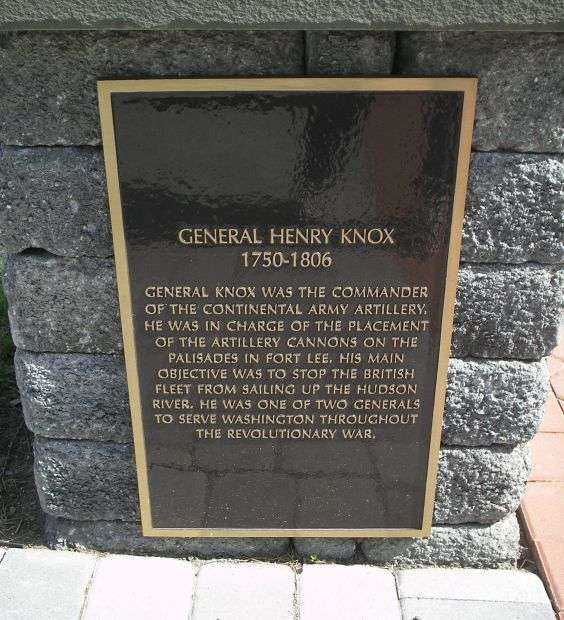 GENERAL HENRY KNOX
1750-1806
GENERAL KNOX WAS THE COMMANDER
OF THE CONTINENTAL ARMY ARTILLERY.
HE WAS IN CHARGE OF THE PLACEMENT
OF THE ARTILLERY CANNONS ON THE
PALISADES IN FORT LEE. HIS MAIN
OBJECTIVE WAS TO STOP THE BRITISH
FLEET FROM SAILING UP THE HUDSON
RIVER. HE WAS ONE OF TWO GENERALS
TO SERVE WASHINGTON THROUGHOUT
THE REVOLUTIONARY WAR.